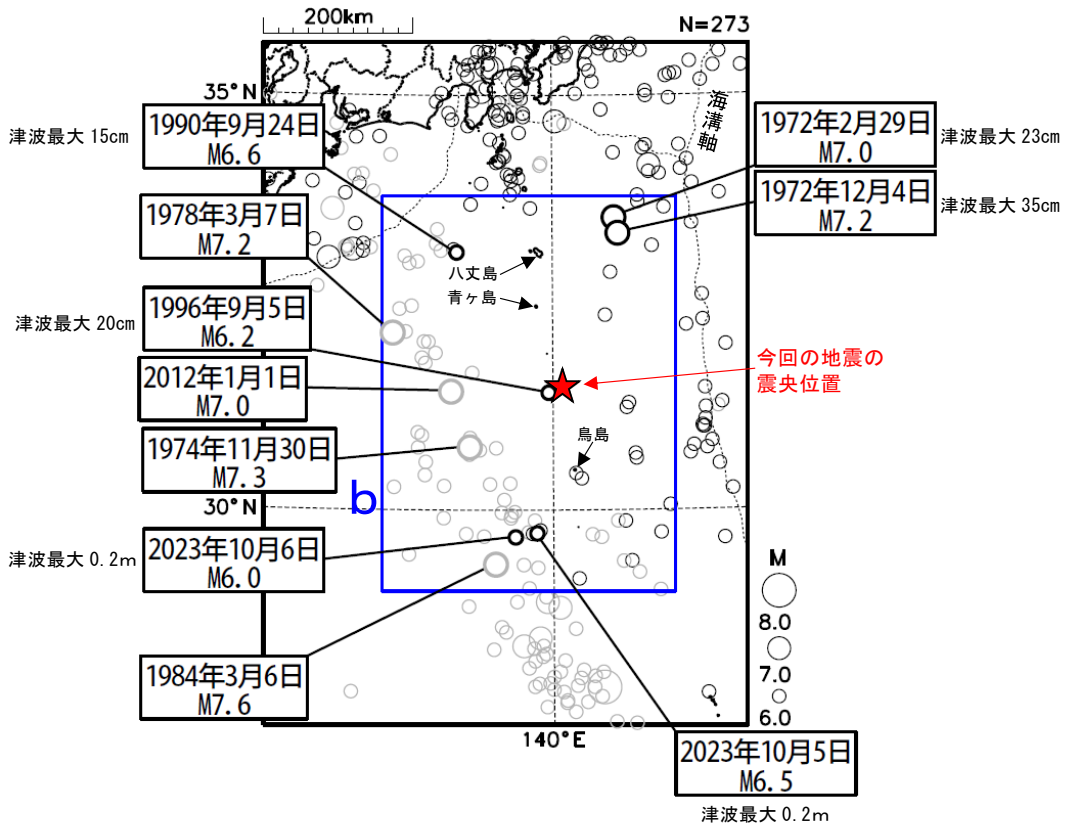 200km
N=273
35°N
海溝軸
1990年9月24日
M6.6
津波最大 15cm
1972年2月29日
M7.0
津波最大 23cm
1972年12月4日
M7.2
津波最大 35cm
1978年3月7日
M7.2
八丈島
青ヶ島
1996年9月5日
M6.2
津波最大 20cm
今回の地震の
震央位置
2012年1月1日
M7.0
1974年11月30日
M7.3
鳥島
b
30°N
2023年10月6日
M6.0
津波最大 0.2m
M
8.0
7.0
6.0
1984年3月6日
M7.6
140°E
2023年10月5日
M6.5
津波最大 0.2m